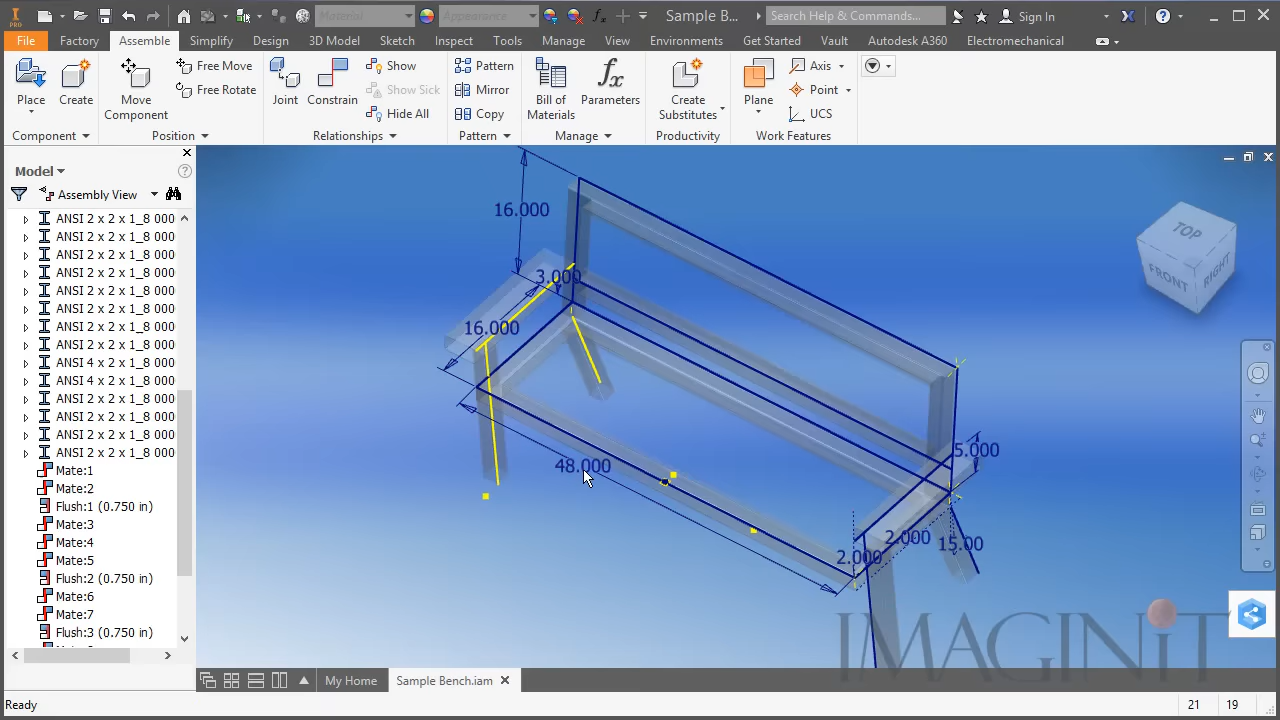 PRO
Material
Appearance
Sample B...
Search Help & Commands...
Sign In
File
Factory
Assemble
Simplify
Design
3D Model
Sketch
Inspect
Tools
Manage
View
Environments
Get Started
Vault
Autodesk A360
Electromechanical
Place
Create
Move
Component
Free Move
Free Rotate
Joint
Constrain
Show
Show Sick
Hide All
Pattern
Mirror
Copy
Bill of
Materials
Parameters
Create
Substitutes
Plane
Axis
Point
UCS
Component
Position
Relationships
Pattern
Manage
Productivity
Work Features
Model
Assembly View
ANSI 2 x 2 x 1_8 000
ANSI 2 x 2 x 1_8 000
ANSI 2 x 2 x 1_8 000
ANSI 2 x 2 x 1_8 000
ANSI 2 x 2 x 1_8 000
ANSI 2 x 2 x 1_8 000
ANSI 2 x 2 x 1_8 000
ANSI 2 x 2 x 1_8 000
ANSI 4 x 2 x 1_8 000
ANSI 4 x 2 x 1_8 000
ANSI 2 x 2 x 1_8 000
ANSI 2 x 2 x 1_8 000
ANSI 2 x 2 x 1_8 000
ANSI 2 x 2 x 1_8 000
Mate:1
Mate:2
Flush:1 (0.750 in)
Mate:3
Mate:4
Mate:5
Flush:2 (0.750 in)
Mate:6
Mate:7
Flush:3 (0.750 in)
16.000
3.000
16.000
48.000
5.000
2.000
2.000
15.00
TOP
FRONT
RIGHT
IMAGINiT
My Home
Sample Bench.iam
Ready
21
19